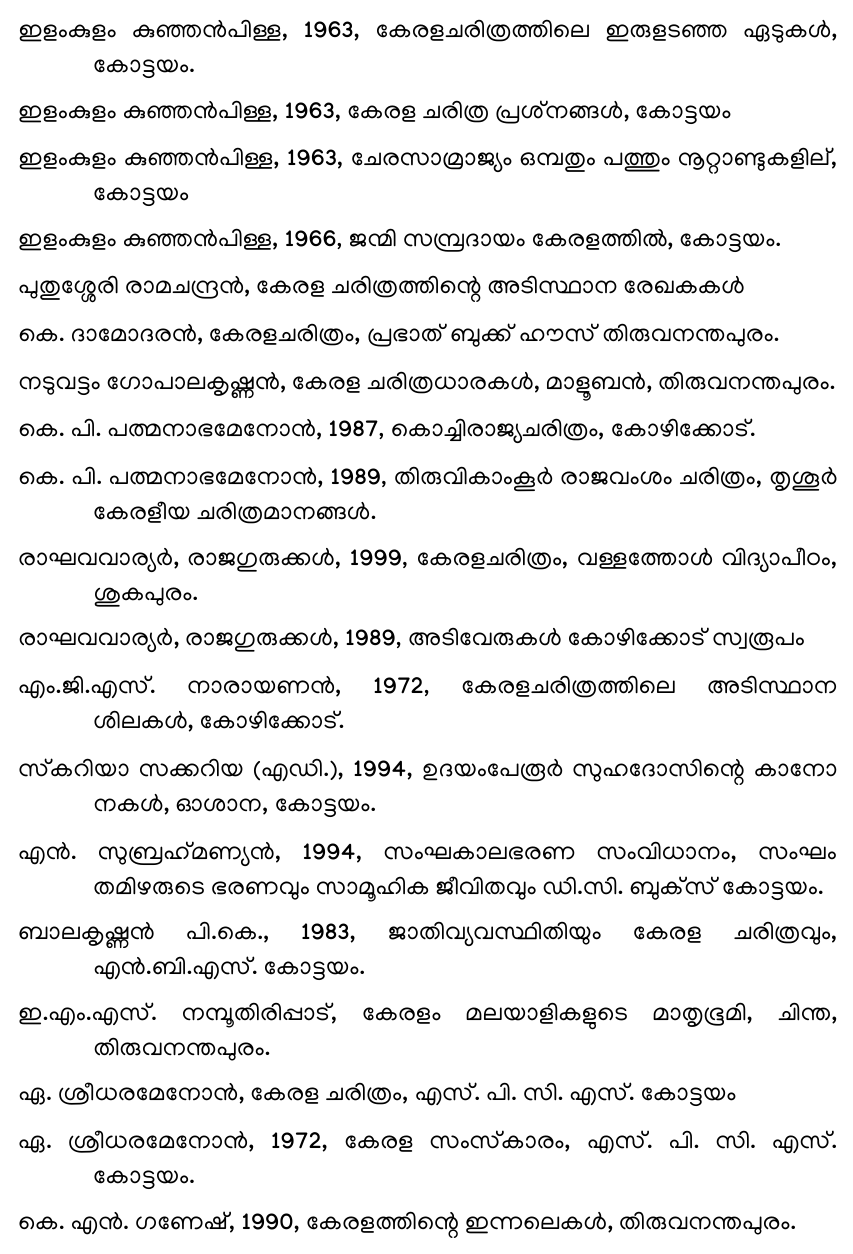 ഇളംകുളം കുഞ്ഞൻപിള്ള, 1963, കേരളചരിത്രത്തിലെ ഇരുളടഞ്ഞ ഏടുകൾ,
കോട്ടയം.
ഇളംകുളം കുഞ്ഞൻപിള്ള, 1963, കേരള ചരിത്ര പ്രശ്നങ്ങൾ, കോട്ടയം
ഇളംകുളം കുഞ്ഞൻപിള്ള, 1963, ചേരസാമ്രാജ്യം ഒമ്പതും പത്തും നൂറ്റാണ്ടുകളില്,
കോട്ടയം
ഇളംകുളം കുഞ്ഞൻപിള്ള, 1966, ജന്മി സമ്പ്രദായം കേരളത്തിൽ, കോട്ടയം.
പുതുശ്ശേരി രാമചന്ദ്രൻ, കേരള ചരിത്രത്തിന്റെ അടിസ്ഥാന രേഖകകൾ
കെ. ദാമോദരൻ, കേരളചരിത്രം, പ്രഭാത് ബുക്ക് ഹൗസ് തിരുവനന്തപുരം.
നടുവട്ടം ഗോപാലകൃഷ്ണൻ, കേരള ചരിത്രധാരകൾ, മാളൂബൻ, തിരുവനന്തപുരം.
കെ. പി. പത്മനാഭമേനോൻ, 1987, കൊച്ചിരാജ്യചരിത്രം, കോഴിക്കോട്.
കെ. പി. പത്മനാഭമേനോൻ, 1989, തിരുവികാംകൂർ രാജവംശം ചരിത്രം, തൃശൂർ
കേരളീയ ചരിത്രമാനങ്ങൾ.
രാഘവവാര്യർ, രാജഗുരുക്കൾ, 1999, കേരളചരിത്രം, വള്ളത്തോൾ വിദ്യാപീഠം,
ശുകപുരം.
രാഘവവാര്യർ, രാജഗുരുക്കൾ, 1989, അടിവേരുകൾ കോഴിക്കോട് സ്വരൂപം
എം.ജി.എസ്. നാരായണൻ, 1972, കേരളചരിത്രത്തിലെ അടിസ്ഥാന
ശിലകൾ, കോഴിക്കോട്.
സ്കറിയാ സക്കറിയ (എഡി.), 1994, ഉദയംപേരൂർ സുഹദോസിന്റെ കാനോ
നകൾ, ഓശാന, കോട്ടയം.
എൻ. സുബ്രഹ്മണ്യൻ, 1994, സംഘകാലഭരണ സംവിധാനം, സംഘം
തമിഴരുടെ ഭരണവും സാമൂഹിക ജീവിതവും ഡി.സി. ബുക്സ് കോട്ടയം.
ബാലകൃഷ്ണൻ പി.കെ., 1983, ജാതിവ്യവസ്ഥിതിയും കേരള ചരിത്രവും,
എൻ.ബി.എസ്. കോട്ടയം.
ഇ.എം.എസ്. നമ്പൂതിരിപ്പാട്, കേരളം മലയാളികളുടെ മാതൃഭൂമി, ചിന്ത,
തിരുവനന്തപുരം.
ഏ. ശ്രീധരമേനോൻ, കേരള ചരിത്രം, എസ്. പി. സി. എസ്. കോട്ടയം
ഏ. ശ്രീധരമേനോൻ, 1972, കേരള സംസ്കാരം, എസ്. പി. സി. എസ്.
കോട്ടയം.
കെ. എൻ. ഗണേഷ്, 1990, കേരളത്തിന്റെ ഇന്നലെകൾ, തിരുവനന്തപുരം.